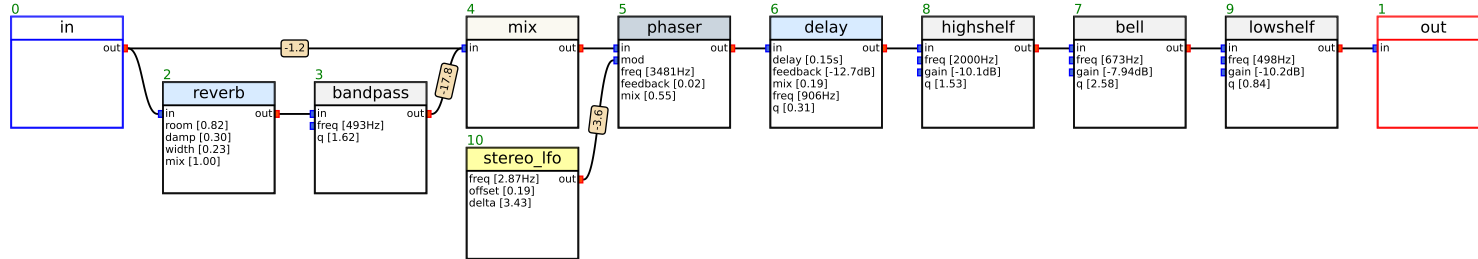 0
in
out
-1.2
2
reverb
in out
room [0.82]
damp [0.30]
width [0.23]
mix [1.00]
3
bandpass
in out
freq [493Hz]
q [1.62]
-17.8
4
mix
in out
10
stereo_lfo
freq [2.87Hz] out
offset [0.19]
delta [3.43]
-3.6
5
phaser
in out
mod
freq [3481Hz]
feedback [0.02]
mix [0.55]
6
delay
in out
delay [0.15s]
feedback [-12.7dB]
mix [0.19]
freq [906Hz]
q [0.31]
8
highshelf
in out
freq [2000Hz]
gain [-10.1dB]
q [1.53]
7
bell
in out
freq [673Hz]
gain [-7.94dB]
q [2.58]
9
lowshelf
in out
freq [498Hz]
gain [-10.2dB]
q [0.84]
1
out
in